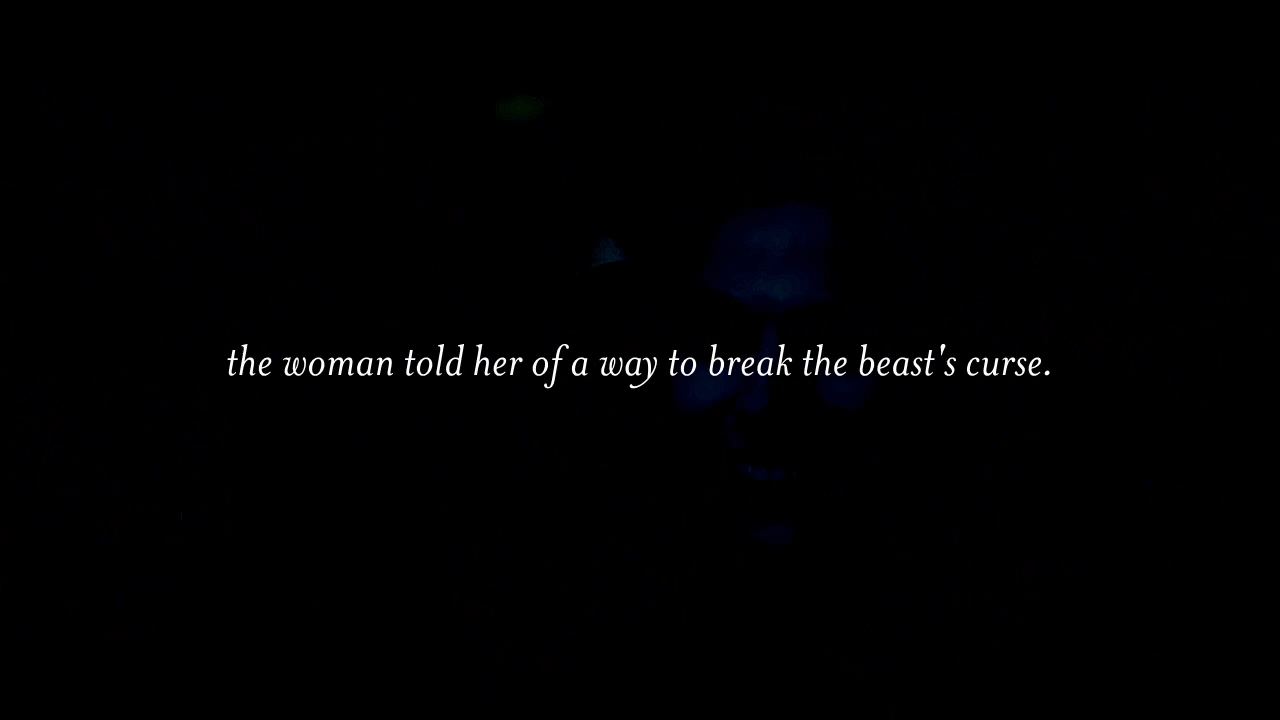 the woman told her of a way to break the beast's curse.